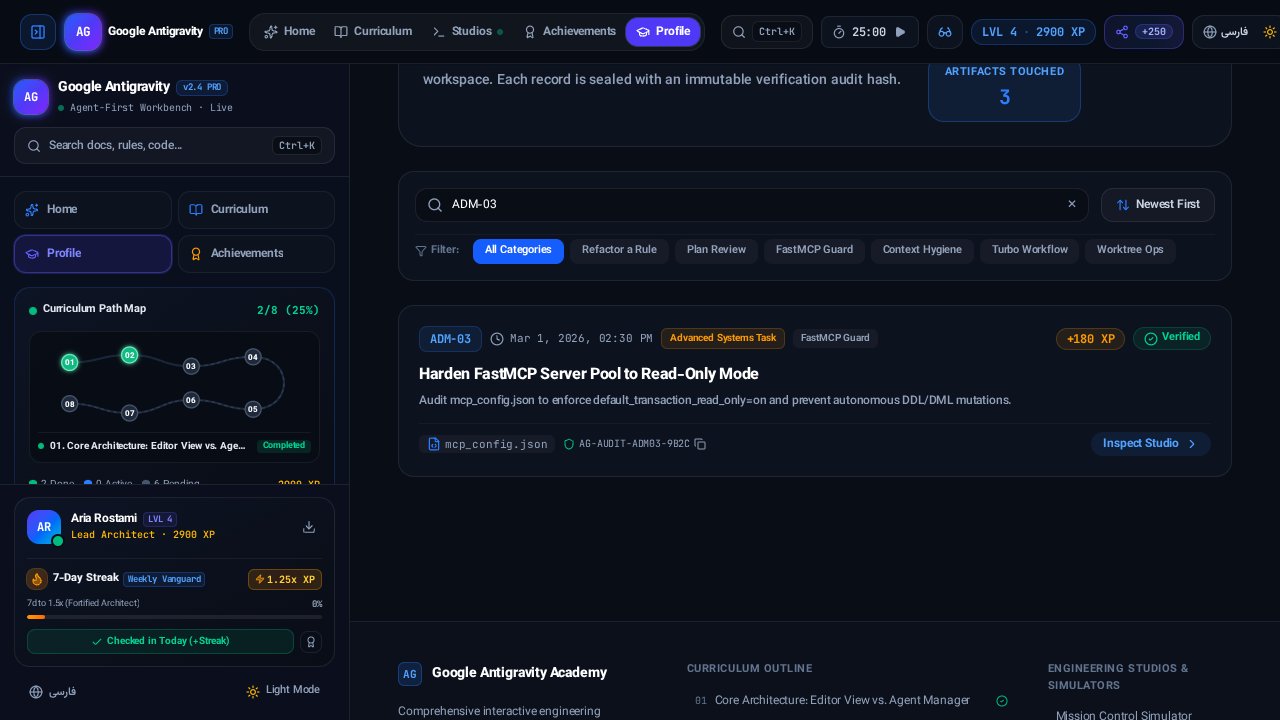 AG Google Antigravity PRO Home Curriculum Studios Achievements Profile Ctrl+K 25:00 LVL 4 · 2900 XP +250 فارسی
AG Google Antigravity v2.4 PRO
Agent-First Workbench · Live
Search docs, rules, code... Ctrl+K
Home Curriculum
Profile Achievements
Curriculum Path Map 2/8 (25%)
01 02 03 04
08 07 06 05
01. Core Architecture: Editor View vs. Age... Completed
2 Done 0 Active 6 Pending 2900 XP
AR Aria Rostami LVL 4
Lead Architect · 2900 XP
7-Day Streak Weekly Vanguard 1.25x XP
7d to 1.5x (Fortified Architect) 0%
Checked in Today (+Streak)
فارسی Light Mode
workspace. Each record is sealed with an immutable verification audit hash.
ARTIFACTS TOUCHED
3
ADM-03 Newest First
Filter: All Categories Refactor a Rule Plan Review FastMCP Guard Context Hygiene Turbo Workflow Worktree Ops
ADM-03 Mar 1, 2026, 02:30 PM Advanced Systems Task FastMCP Guard +180 XP Verified
Harden FastMCP Server Pool to Read-Only Mode
Audit mcp_config.json to enforce default_transaction_read_only=on and prevent autonomous DDL/DML mutations.
mcp_config.json AG-AUDIT-ADM03-9B2C Inspect Studio
AG Google Antigravity Academy
Comprehensive interactive engineering
CURRICULUM OUTLINE
01 Core Architecture: Editor View vs. Agent Manager
ENGINEERING STUDIOS &
SIMULATORS
Mission Control Simulator